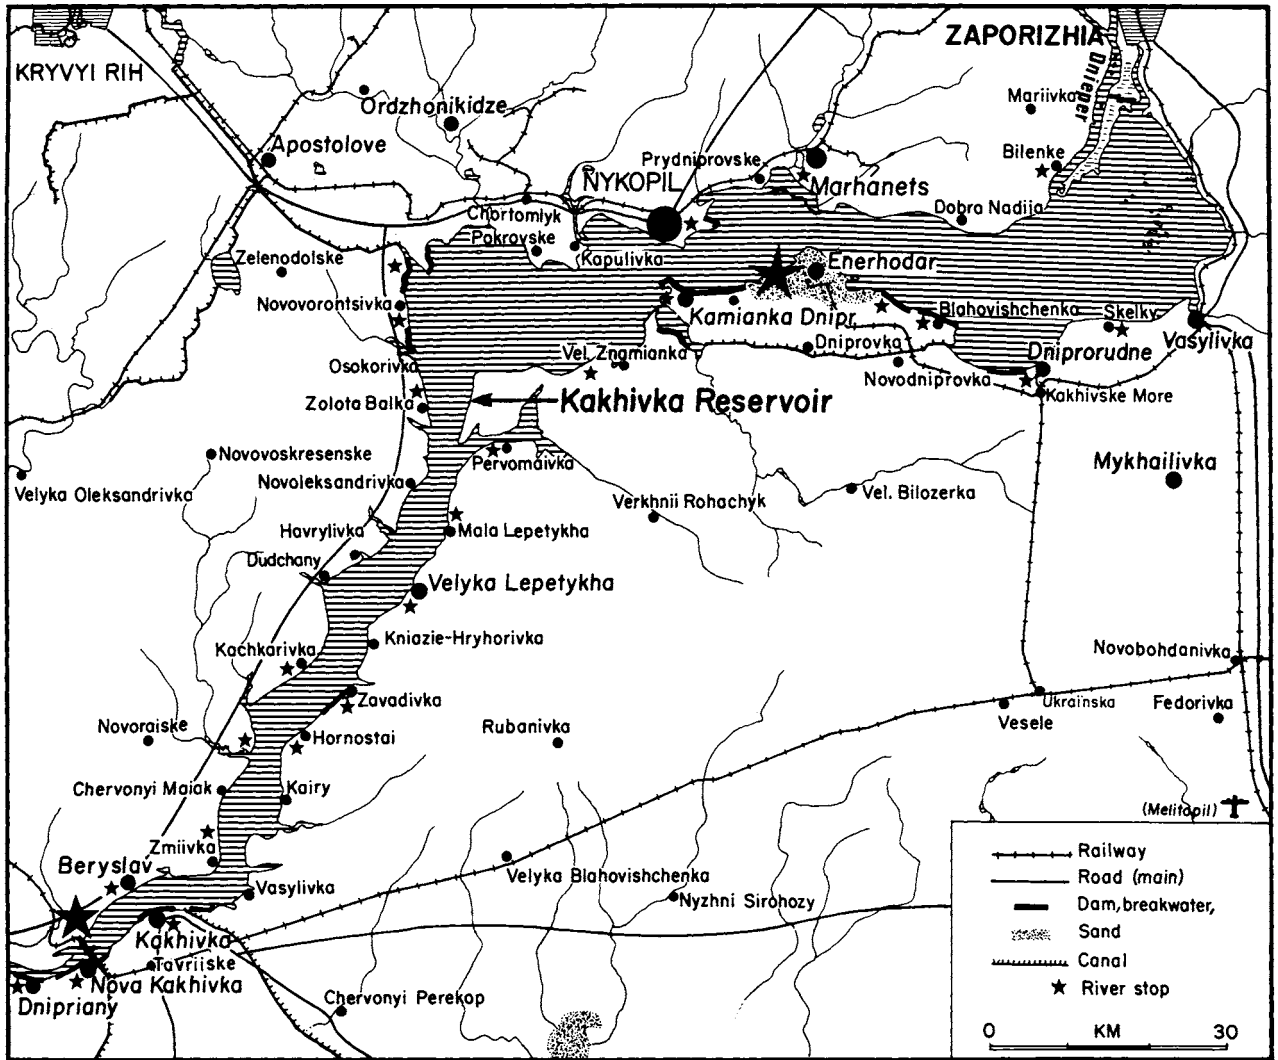 ZAPORIZHIA
KRYVYI RIH
Dnieper
Mariivka
Ordzhonikidze
Apostolove
Bilenke
Prydniprovske
NYKOPIL
Marhanets
Chortomlyk
Dobra Nadija
Pokrovske
Kapulivka
Zelenodolske
Enerhodar
Novovorontsivka
Kamianka Dnipr.
Blahovishchenka
Skelky
Vasylivka
Dniprovka
Osokorivka
Vel. Znamianka
Dniprorudne
Novodniprovka
Zolota Balka
Kakhivka Reservoir
Kakhivske More
Novovoskresenske
Pervomaivka
Mykhailivka
Velyka Oleksandrivka
Novoleksandrivka
Verkhnii Rohachyk
Vel. Bilozerka
Havrylivka
Mala Lepetykha
Dudchany
Velyka Lepetykha
Kniazie-Hryhorivka
Kachkarivka
Novobohdanivka
Zavadivka
Ukraïnska
Fedorivka
Novoraiske
Rubanivka
Vesele
Hornostai
Chervonyi Maiak
Kairy
(Melitopil)
Zmiivka
Beryslav
Velyka Blahovishchenka
Vasylivka
Nyzhni Sirohozy
Kakhivka
Tavriiske
Nova Kakhivka
Dnipriany
Chervonyi Perekop
Railway
Road (main)
Dam, breakwater,
Sand
Canal
River stop
0 KM 30